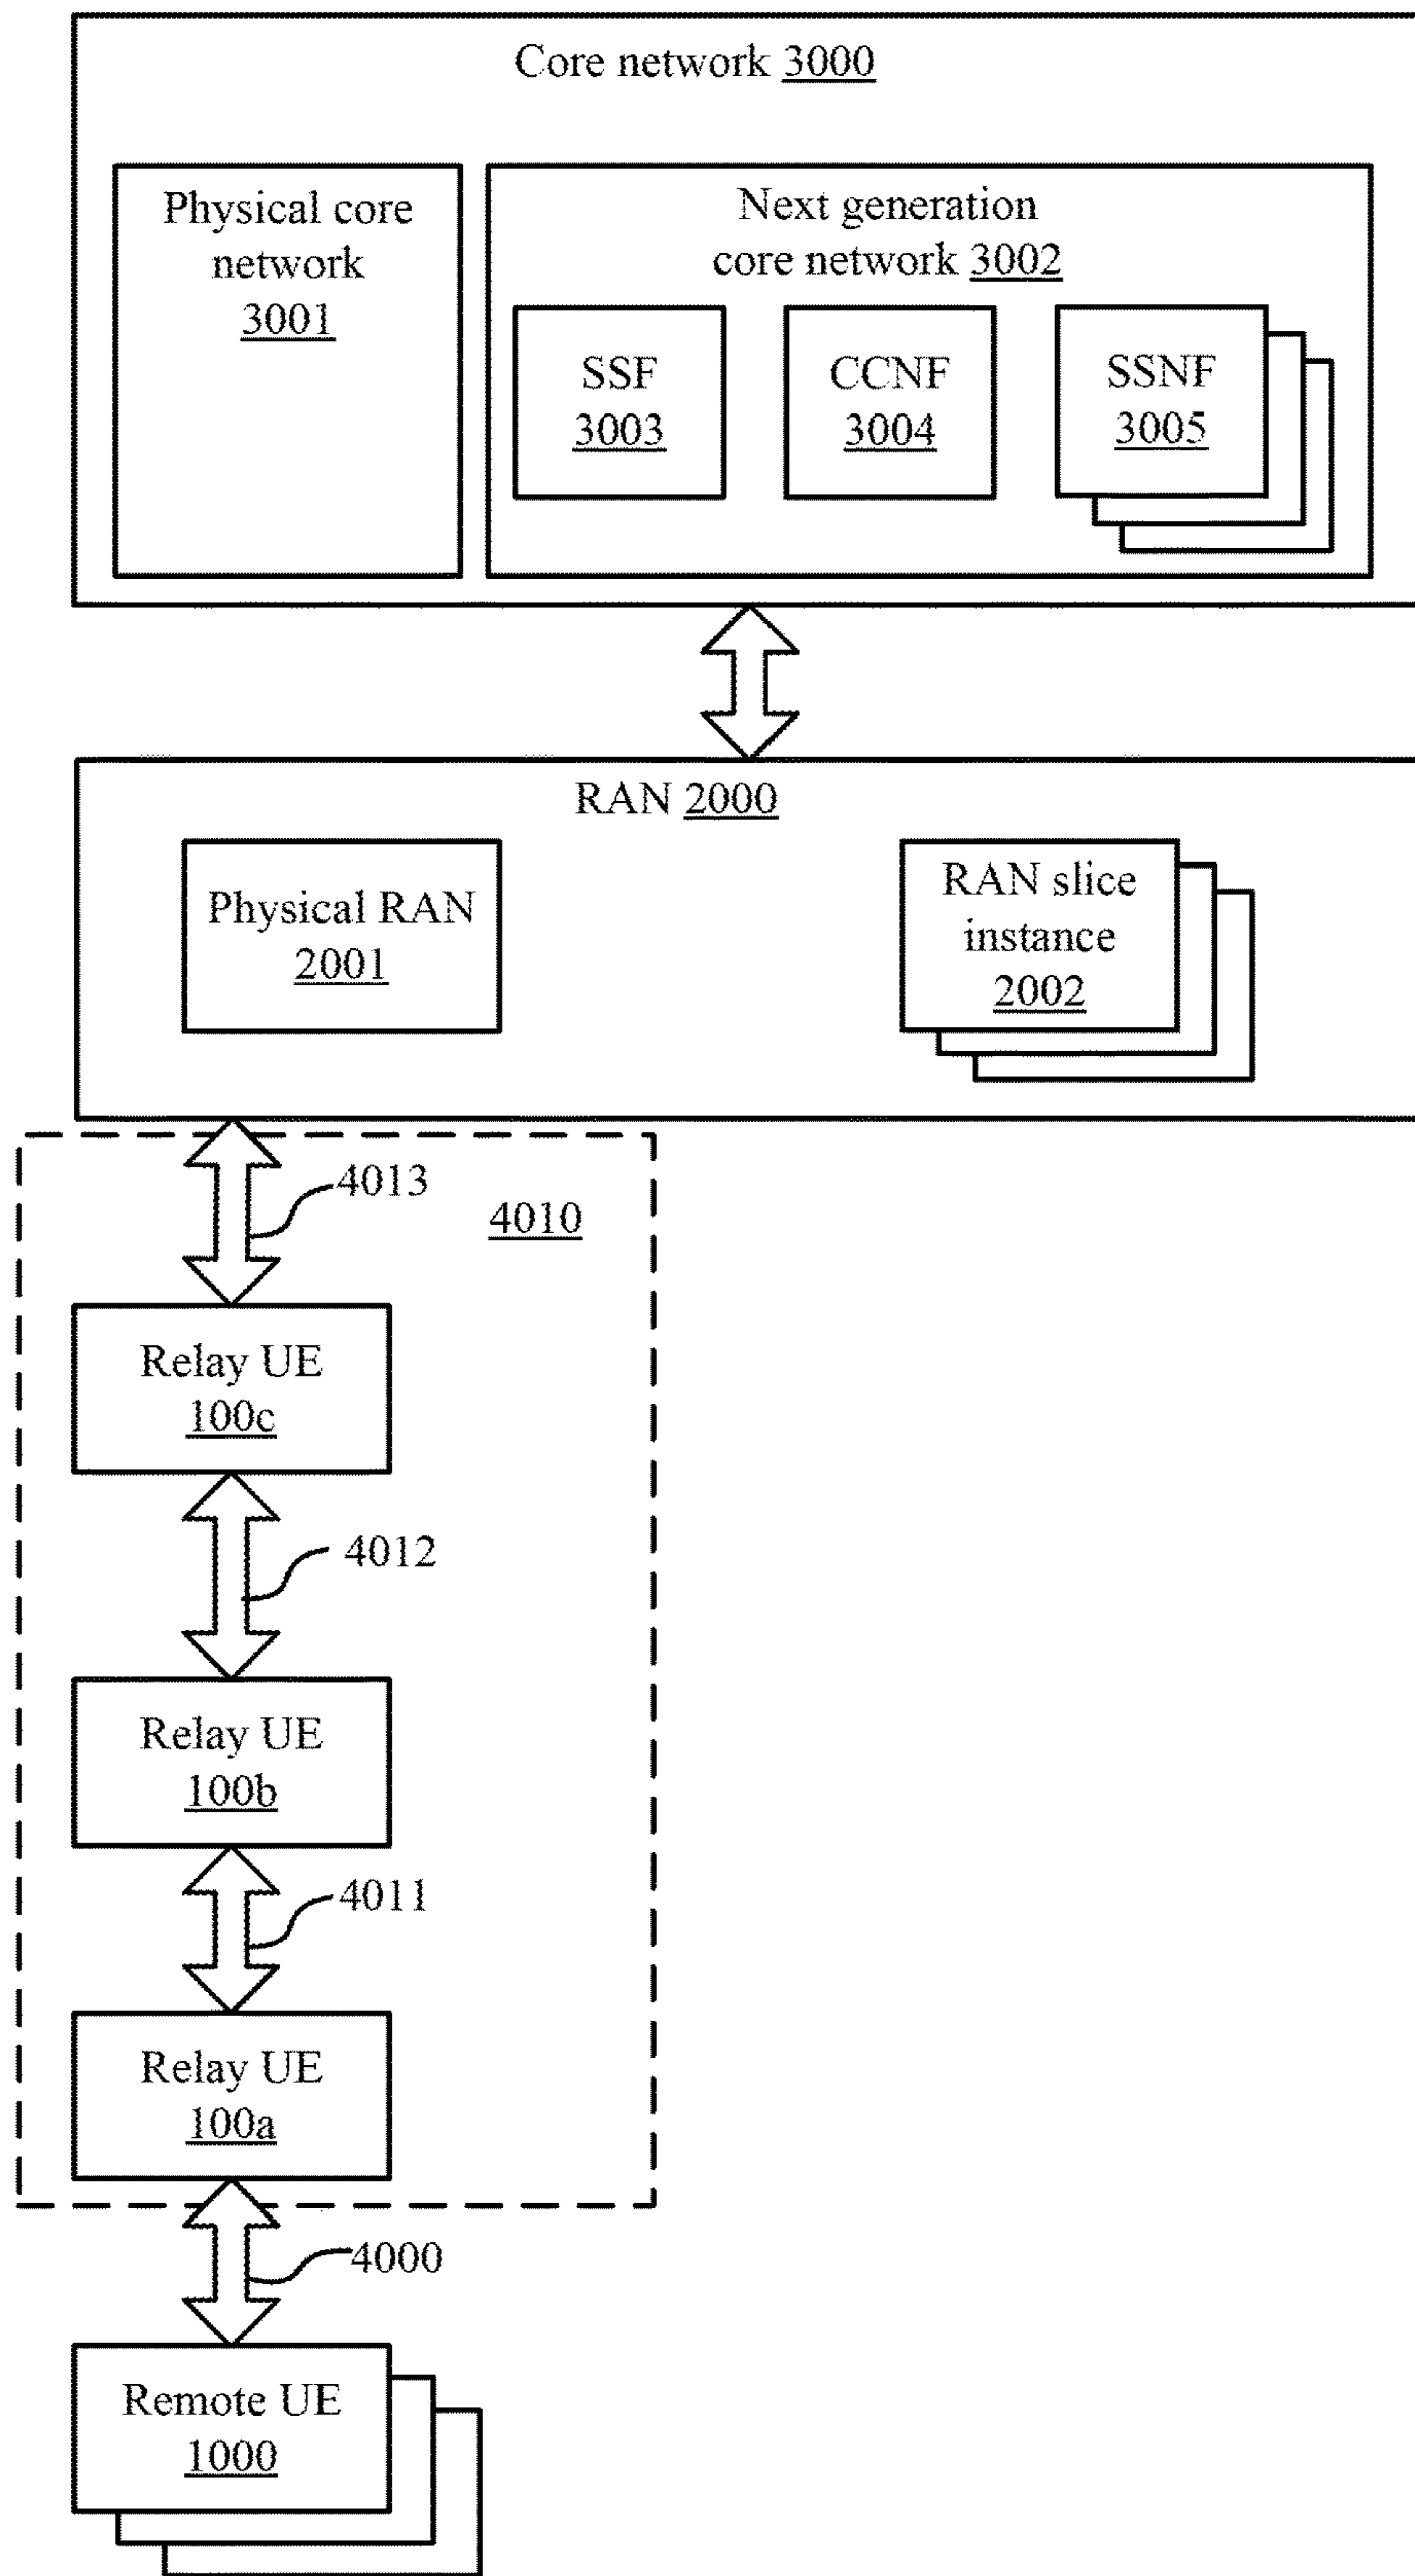 Core network 3000
Physical core
network
3001
Next generation
core network 3002
SSF
3003
CCNF
3004
SSNF
3005
RAN 2000
Physical RAN
2001
RAN slice
instance
2002
4013
4010
Relay UE
100c
4012
Relay UE
100b
4011
Relay UE
100a
4000
Remote UE
1000